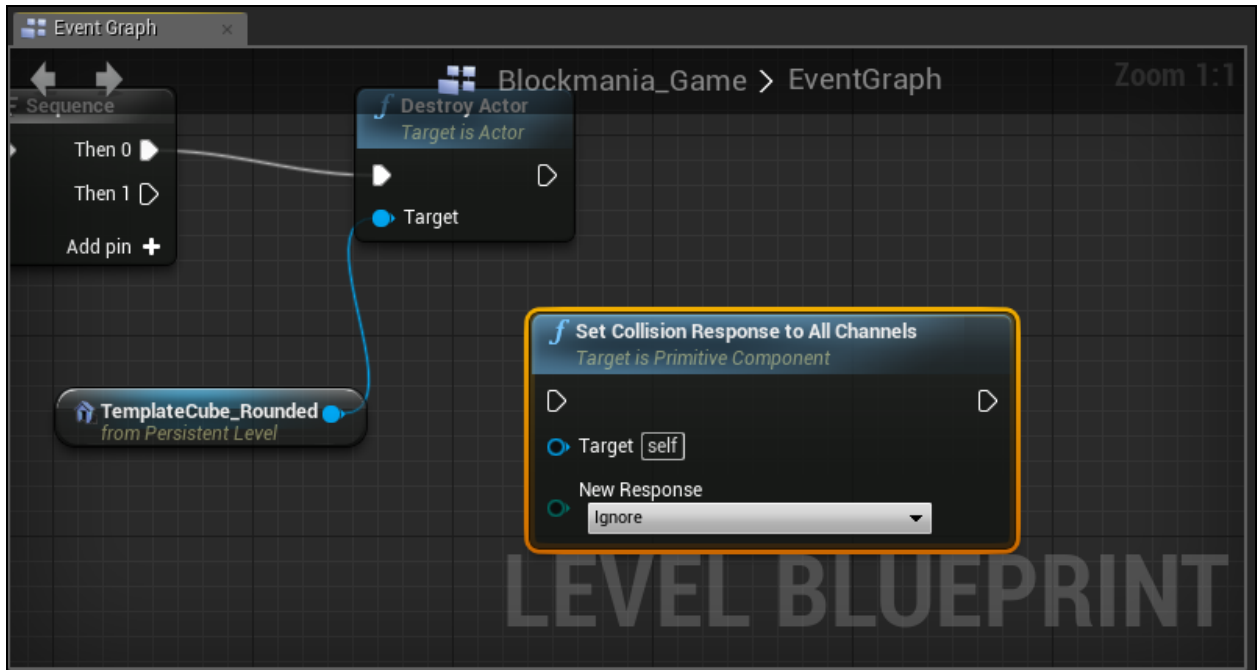 Event Graph
Blockmania_Game > EventGraph
Zoom 1:1
Sequence
Then 0
Then 1
Add pin
Destroy Actor
Target is Actor
Target
TemplateCube_Rounded
from Persistent Level
Set Collision Response to All Channels
Target is Primitive Component
Target self
New Response
Ignore
LEVEL BLUEPRINT